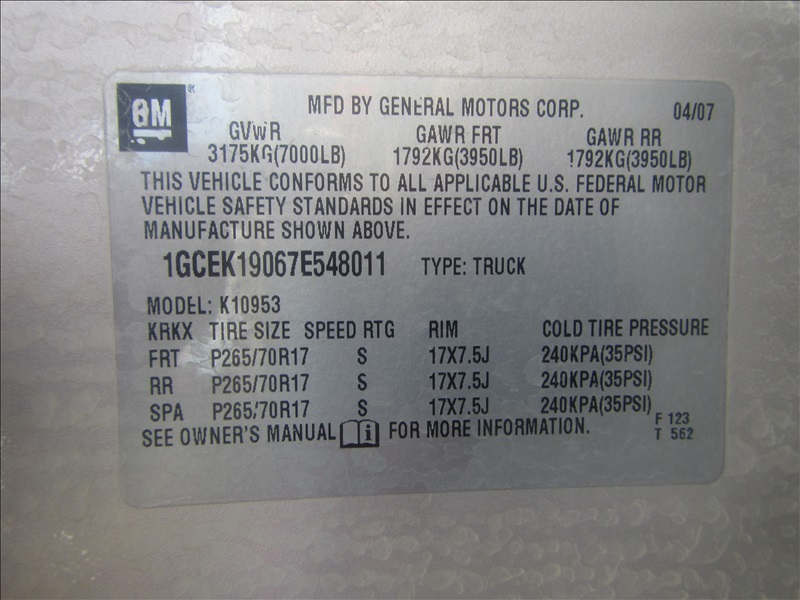 GM ®
MFD BY GENERAL MOTORS CORP. 04/07
GVWR GAWR FRT GAWR RR
3175KG(7000LB) 1792KG(3950LB) 1792KG(3950LB)
THIS VEHICLE CONFORMS TO ALL APPLICABLE U.S. FEDERAL MOTOR
VEHICLE SAFETY STANDARDS IN EFFECT ON THE DATE OF
MANUFACTURE SHOWN ABOVE.
1GCEK19067E548011 TYPE: TRUCK
MODEL: K10953
KRKX TIRE SIZE SPEED RTG RIM COLD TIRE PRESSURE
FRT P265/70R17 S 17X7.5J 240KPA(35PSI)
RR P265/70R17 S 17X7.5J 240KPA(35PSI)
SPA P265/70R17 S 17X7.5J 240KPA(35PSI)
SEE OWNER'S MANUAL i FOR MORE INFORMATION.
F 123
T 562